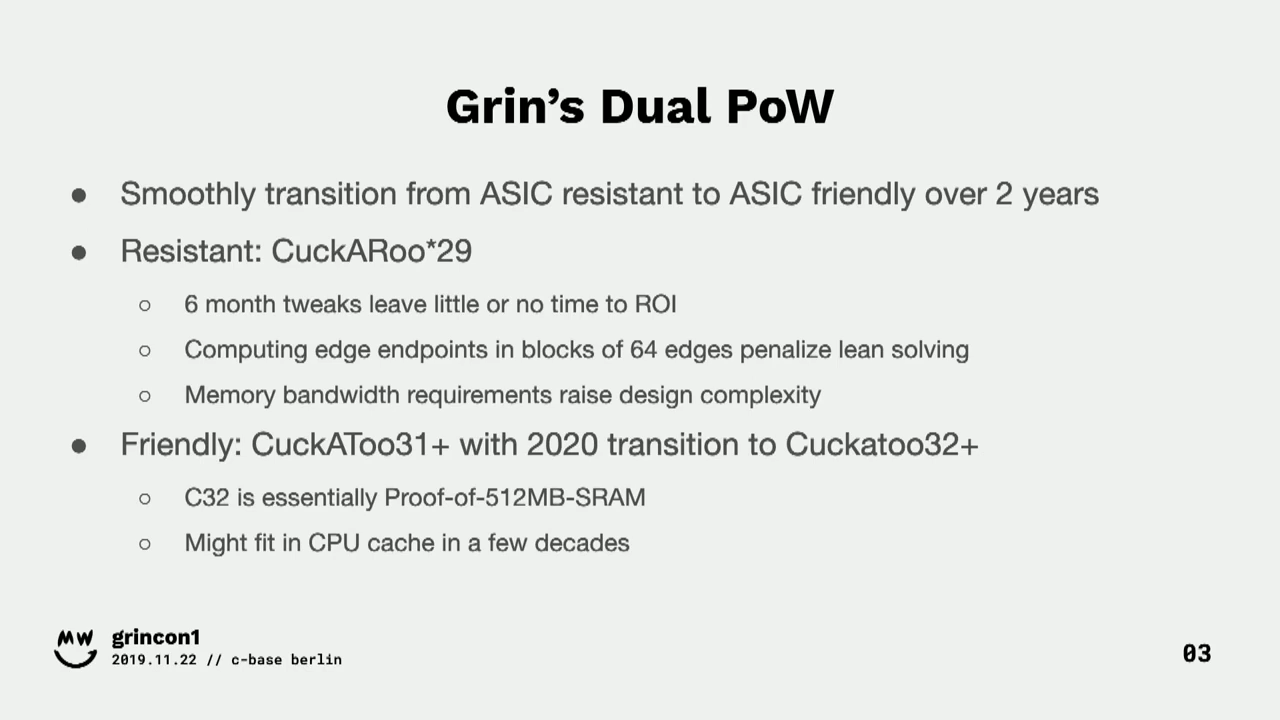 Grin's Dual PoW
● Smoothly transition from ASIC resistant to ASIC friendly over 2 years
● Resistant: CuckARoo*29
○ 6 month tweaks leave little or no time to ROI
○ Computing edge endpoints in blocks of 64 edges penalize lean solving
○ Memory bandwidth requirements raise design complexity
● Friendly: CuckAToo31+ with 2020 transition to Cuckatoo32+
○ C32 is essentially Proof-of-512MB-SRAM
○ Might fit in CPU cache in a few decades
MW
grincon1
2019.11.22 // c-base berlin
03